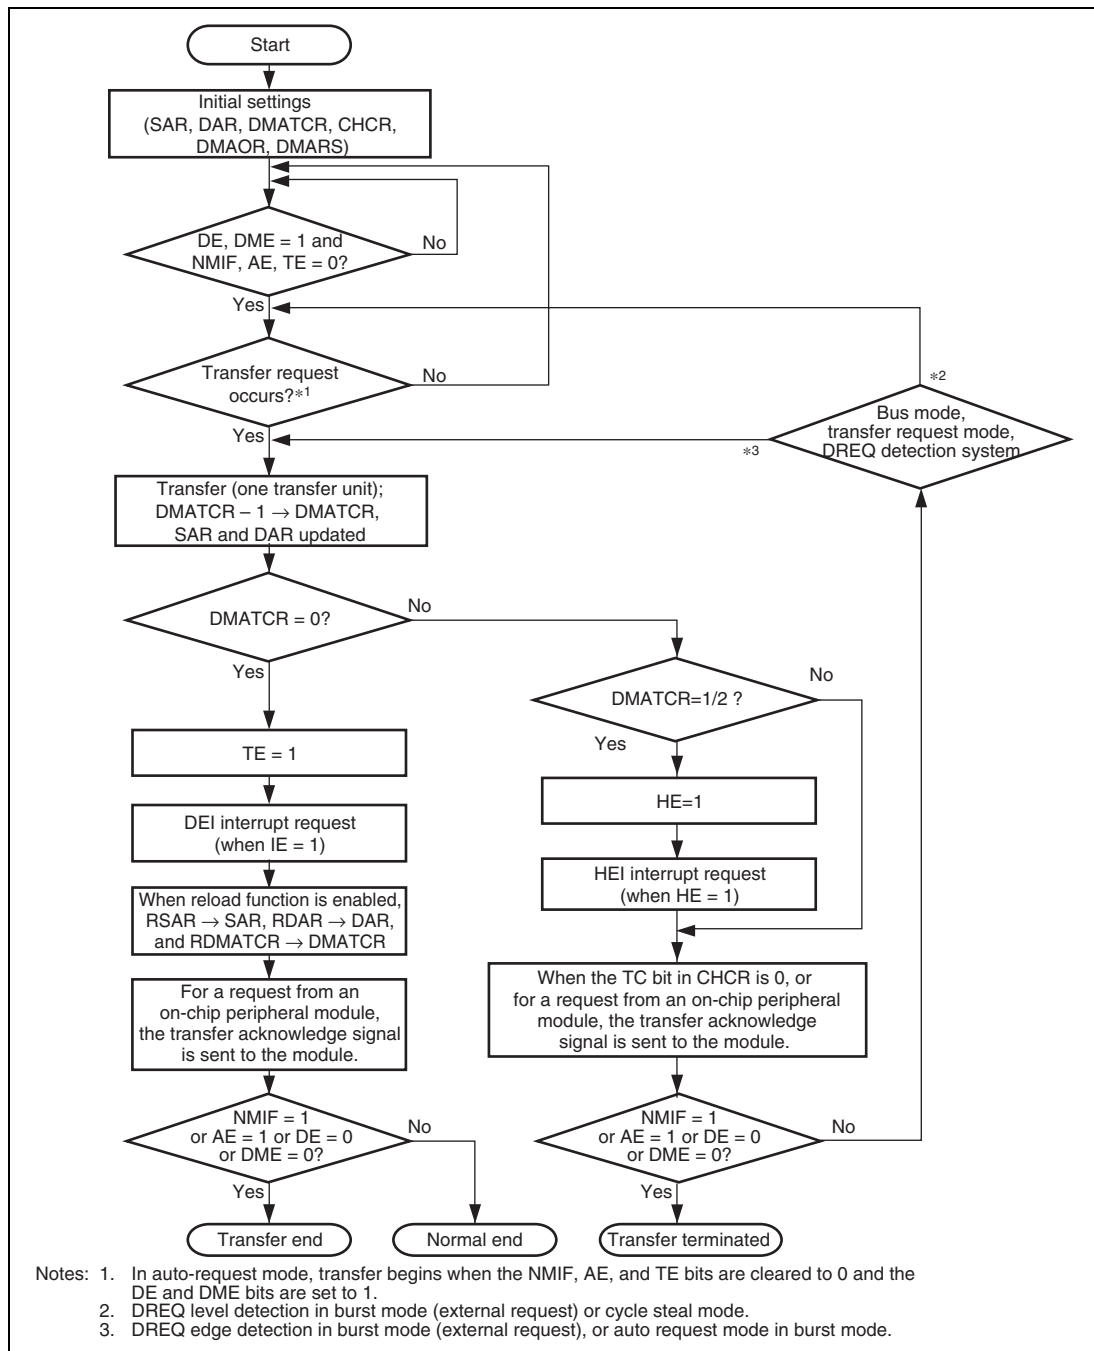 Start
Initial settings
(SAR, DAR, DMATCR, CHCR,
DMAOR, DMARS)
DE, DME = 1 and
NMIF, AE, TE = 0?
No
Yes
Transfer request
occurs?*1
No
Yes
*2
Bus mode,
transfer request mode,
DREQ detection system
*3
Transfer (one transfer unit);
DMATCR – 1 → DMATCR,
SAR and DAR updated
DMATCR = 0?
No
Yes
DMATCR=1/2 ?
No
Yes
TE = 1
HE=1
DEI interrupt request
(when IE = 1)
HEI interrupt request
(when HE = 1)
When reload function is enabled,
RSAR → SAR, RDAR → DAR,
and RDMATCR → DMATCR
When the TC bit in CHCR is 0, or
for a request from an on-chip peripheral
module, the transfer acknowledge
signal is sent to the module.
For a request from an
on-chip peripheral module,
the transfer acknowledge signal
is sent to the module.
NMIF = 1
or AE = 1 or DE = 0
or DME = 0?
No
Yes
NMIF = 1
or AE = 1 or DE = 0
or DME = 0?
No
Yes
Transfer end
Normal end
Transfer terminated
Notes: 1. In auto-request mode, transfer begins when the NMIF, AE, and TE bits are cleared to 0 and the
DE and DME bits are set to 1.
2. DREQ level detection in burst mode (external request) or cycle steal mode.
3. DREQ edge detection in burst mode (external request), or auto request mode in burst mode.